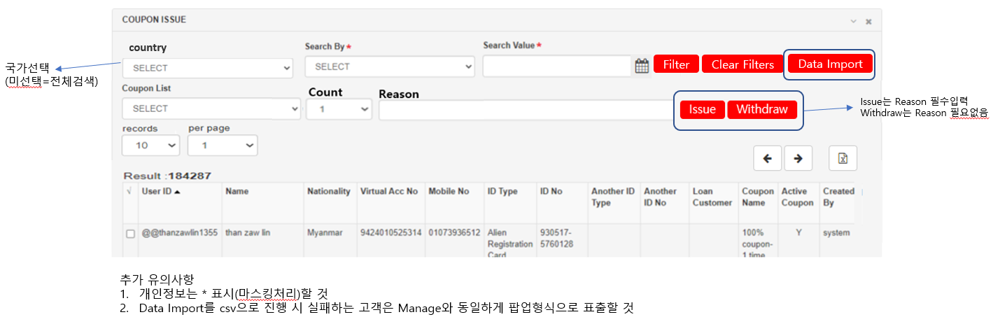 COUPON ISSUE
country
Search By *
Search Value *
국가선택
(미선택=전체검색)
SELECT
SELECT
Filter
Clear Filters
Data Import
Coupon List
Count
Reason
SELECT
1
Issue
Withdraw
Issue는 Reason 필수입력
Withdraw는 Reason 필요없음
records
per page
10
1
Result :184287
√ User ID Name Nationality Virtual Acc No Mobile No ID Type ID No Another ID Type Another ID No Loan Customer Coupon Name Active Coupon Created By
@@thanzawlin1355 than zaw lin Myanmar 9424010525314 01073936512 Alien Registration Card 930517-5760128 100% coupon-1 time Y system
추가 유의사항
1. 개인정보는 * 표시(마스킹처리)할 것
2. Data Import를 csv으로 진행 시 실패하는 고객은 Manage와 동일하게 팝업형식으로 표출할 것